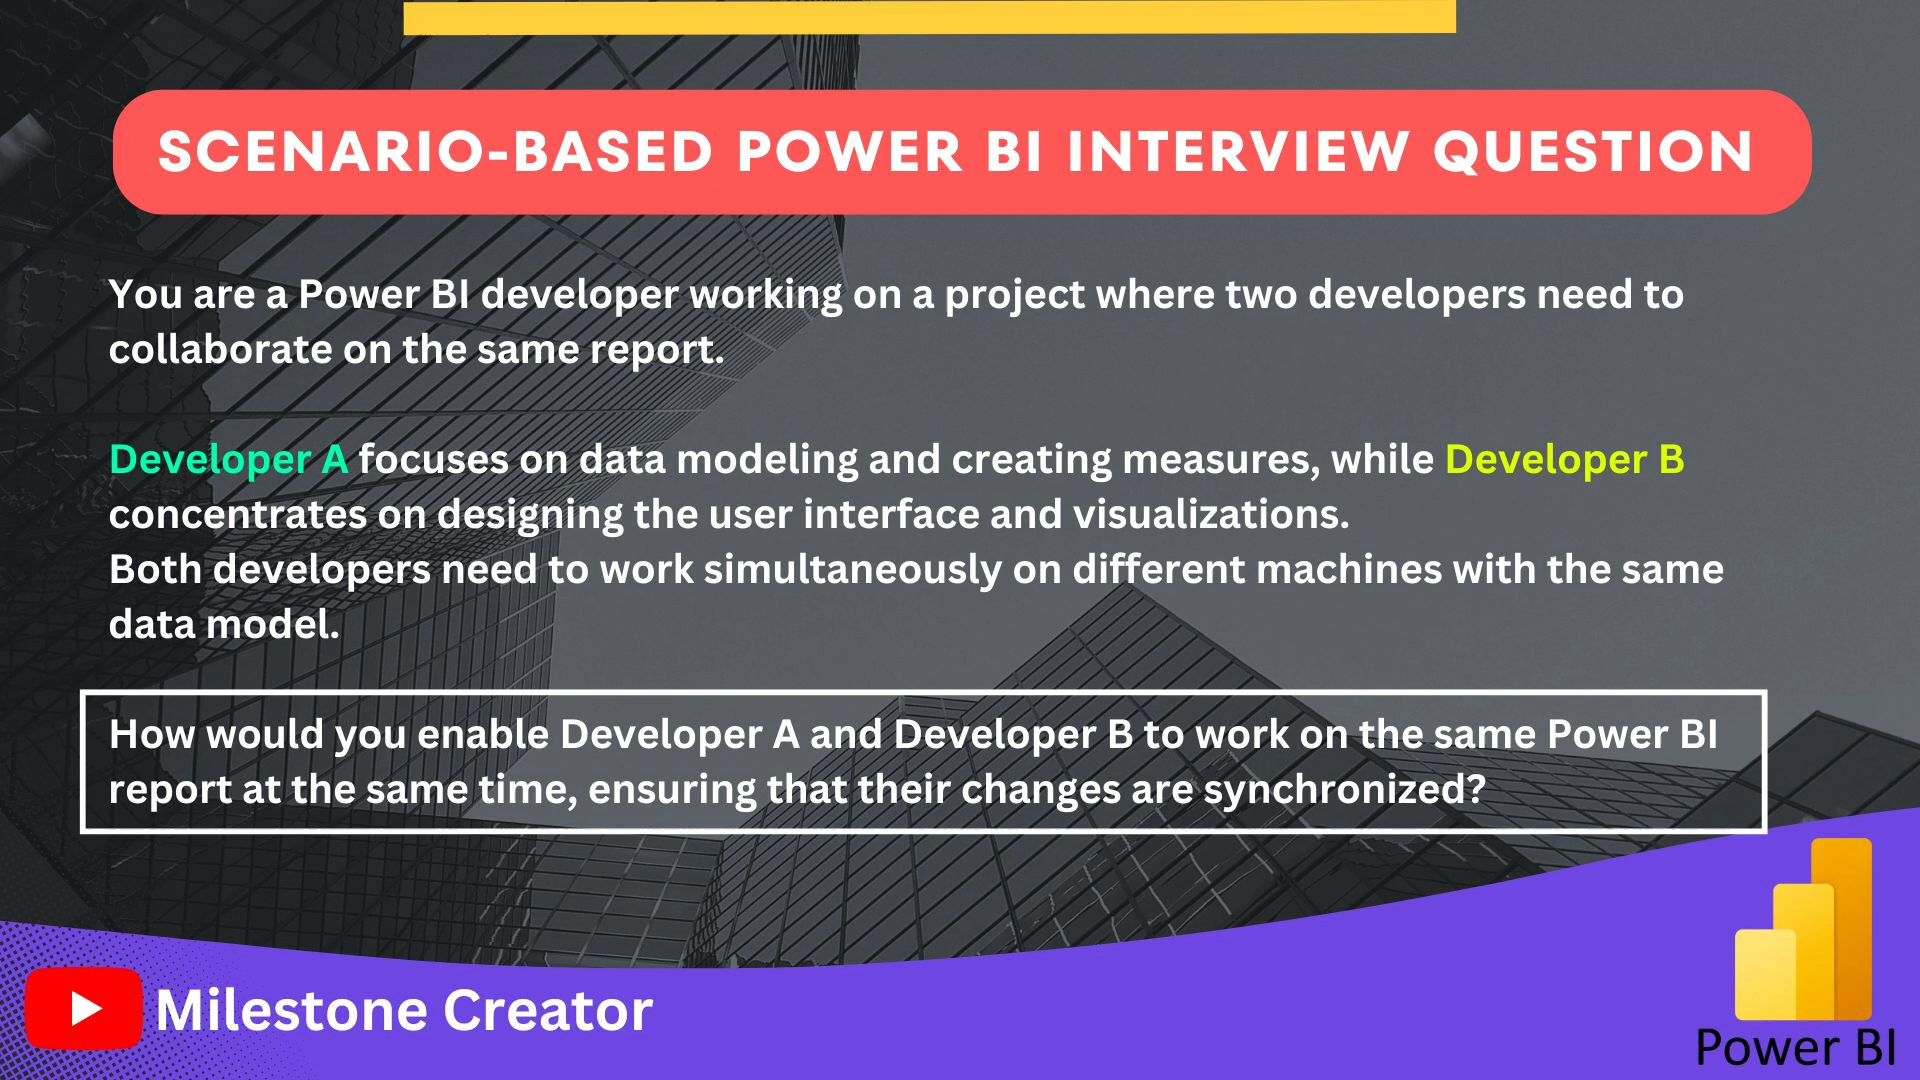 SCENARIO-BASED POWER BI INTERVIEW QUESTION
You are a Power BI developer working on a project where two developers need to
collaborate on the same report.
Developer A focuses on data modeling and creating measures, while Developer B
concentrates on designing the user interface and visualizations.
Both developers need to work simultaneously on different machines with the same
data model.
How would you enable Developer A and Developer B to work on the same Power BI
report at the same time, ensuring that their changes are synchronized?
Milestone Creator
Power BI